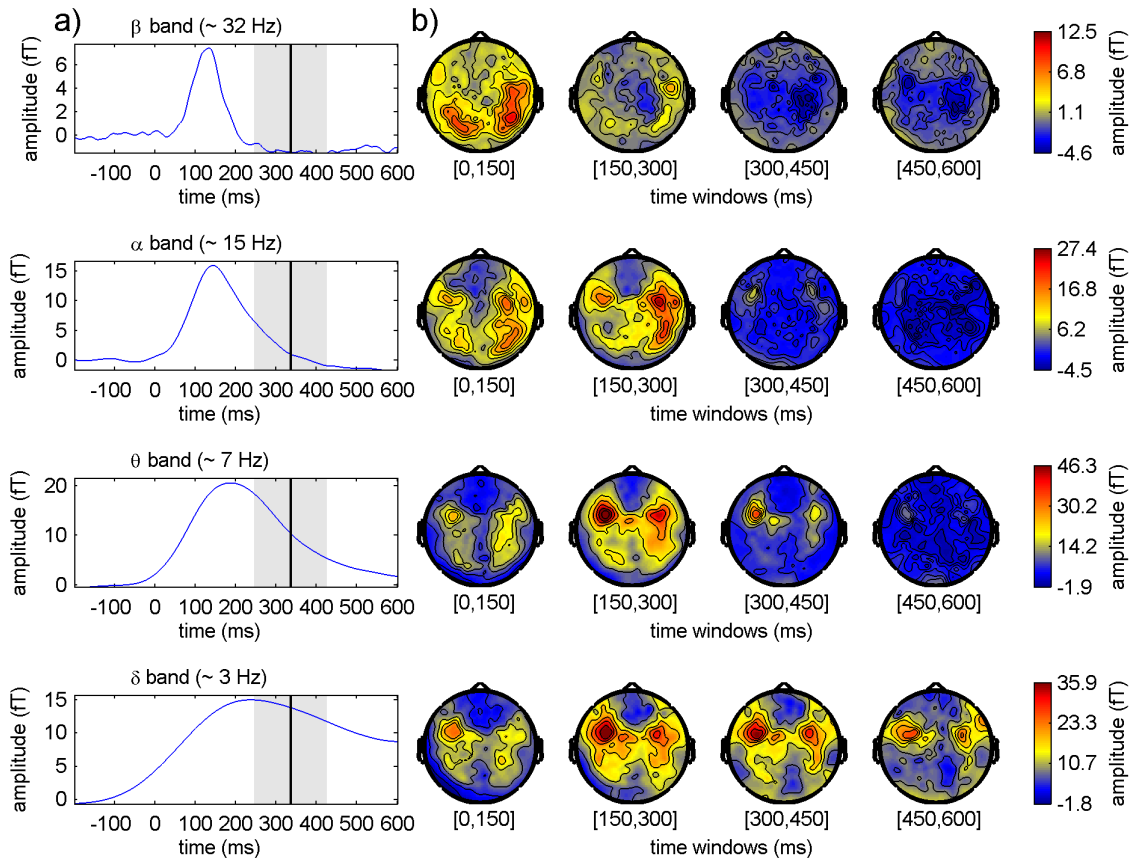 a)
b)
β band (~ 32 Hz)
amplitude (fT)
6
4
2
0
-100 0 100 200 300 400 500 600
time (ms)
[0,150] [150,300] [300,450] [450,600]
time windows (ms)
12.5
6.8
1.1
-4.6
amplitude (fT)
α band (~ 15 Hz)
amplitude (fT)
15
10
5
0
-100 0 100 200 300 400 500 600
time (ms)
[0,150] [150,300] [300,450] [450,600]
time windows (ms)
27.4
16.8
6.2
-4.5
amplitude (fT)
θ band (~ 7 Hz)
amplitude (fT)
20
10
0
-100 0 100 200 300 400 500 600
time (ms)
[0,150] [150,300] [300,450] [450,600]
time windows (ms)
46.3
30.2
14.2
-1.9
amplitude (fT)
δ band (~ 3 Hz)
amplitude (fT)
15
10
5
0
-100 0 100 200 300 400 500 600
time (ms)
[0,150] [150,300] [300,450] [450,600]
time windows (ms)
35.9
23.3
10.7
-1.8
amplitude (fT)